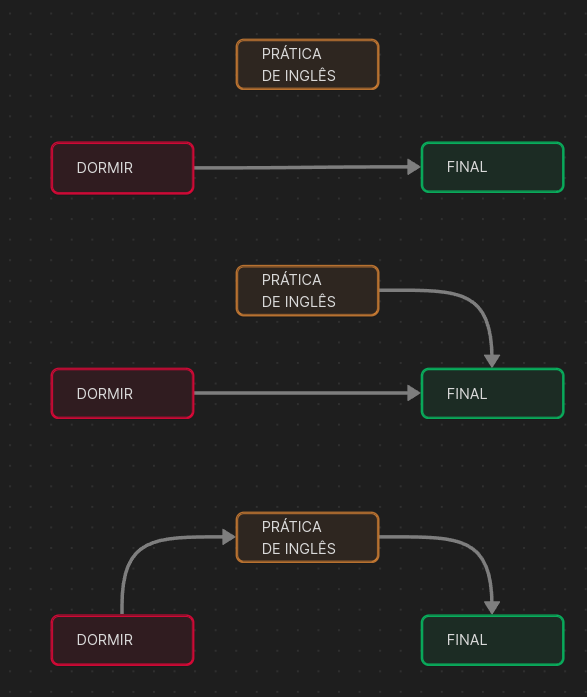 PRÁTICA
DE INGLÊS
DORMIR
FINAL
PRÁTICA
DE INGLÊS
DORMIR
FINAL
PRÁTICA
DE INGLÊS
DORMIR
FINAL